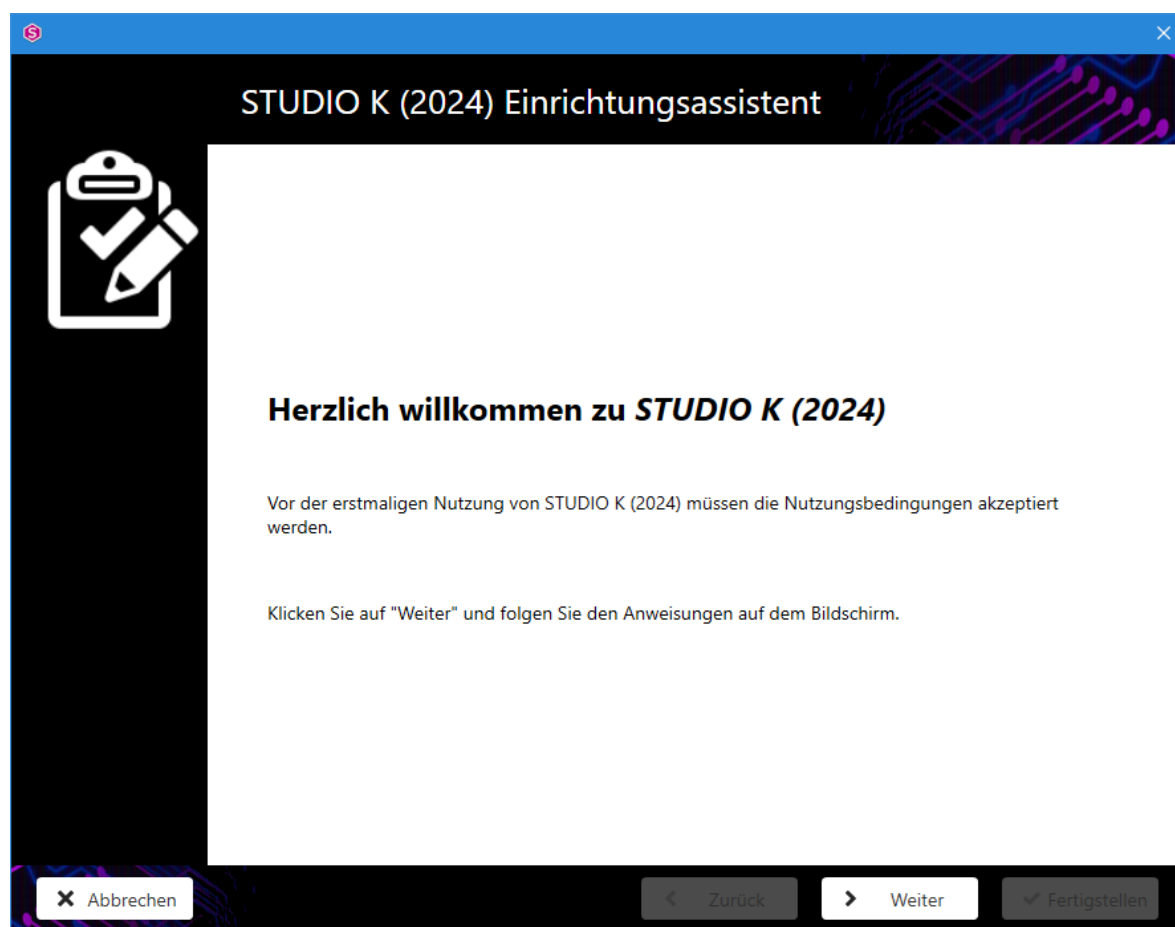 STUDIO K (2024) Einrichtungsassistent
Herzlich willkommen zu STUDIO K (2024)
Vor der erstmaligen Nutzung von STUDIO K (2024) müssen die Nutzungsbedingungen akzeptiert
werden.
Klicken Sie auf "Weiter" und folgen Sie den Anweisungen auf dem Bildschirm.
Abbrechen
Zurück
Weiter
Fertigstellen